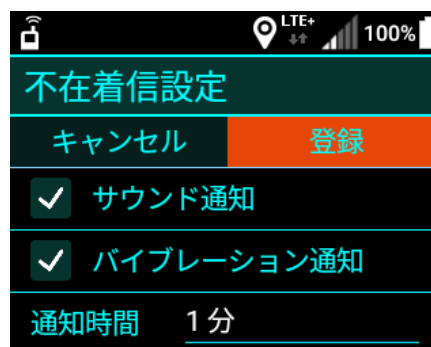 LTE+ 100%
不在着信設定
キャンセル 登録
サウンド通知
バイブレーション通知
通知時間 1分